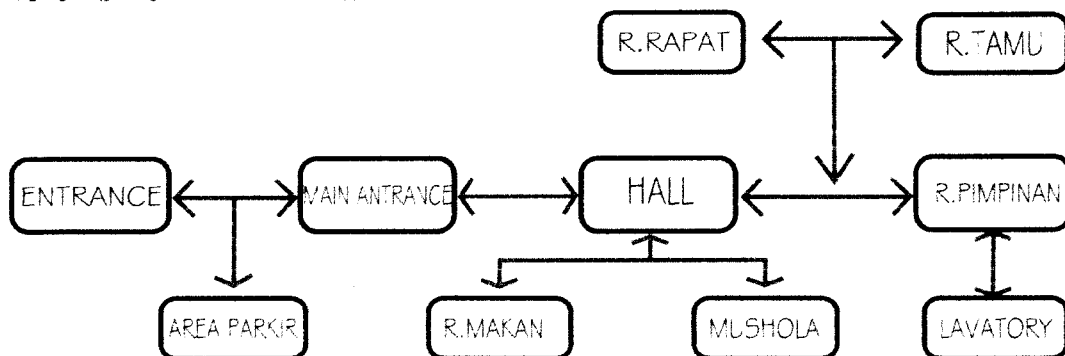 R.RAPAT
R.TAMU
ENTRANCE
MAIN ANTRANCE
HALL
R.PIMPINAN
AREA PARKIR
R.MAKAN
MUSHOLA
LAVATORY